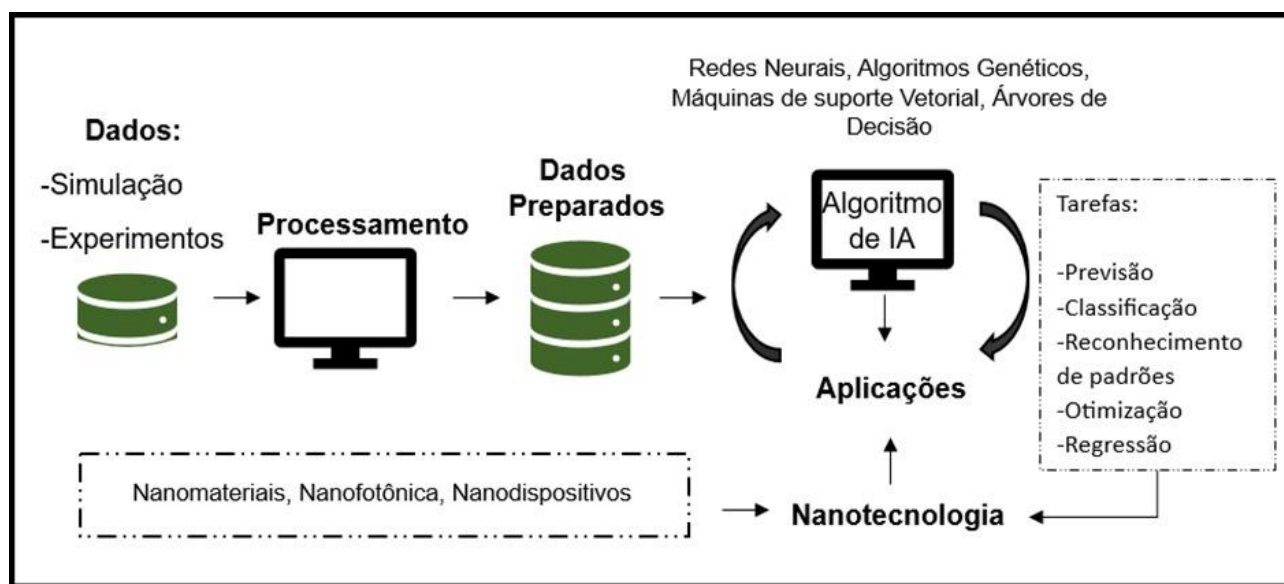 Redes Neurais, Algoritmos Genéticos,
Máquinas de suporte Vetorial, Árvores de
Decisão
Dados:
-Simulação
-Experimentos
Processamento
Dados
Preparados
Algoritmo
de IA
Tarefas:
-Previsão
-Classificação
-Reconhecimento
de padrões
-Otimização
-Regressão
Aplicações
Nanomateriais, Nanofotônica, Nanodispositivos
Nanotecnologia